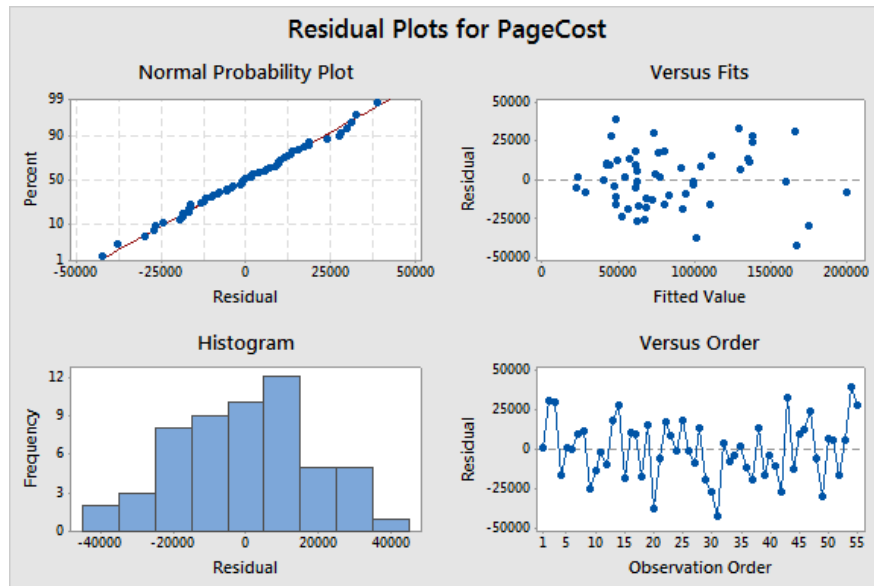 Residual Plots for PageCost
Normal Probability Plot
99
90
50
10
1
Percent
-50000 -25000 0 25000 50000
Residual
Versus Fits
50000
25000
0
-25000
-50000
Residual
0 50000 100000 150000 200000
Fitted Value
Histogram
12
9
6
3
0
Frequency
-40000 -20000 0 20000 40000
Residual
Versus Order
50000
25000
0
-25000
-50000
Residual
1 5 10 15 20 25 30 35 40 45 50 55
Observation Order